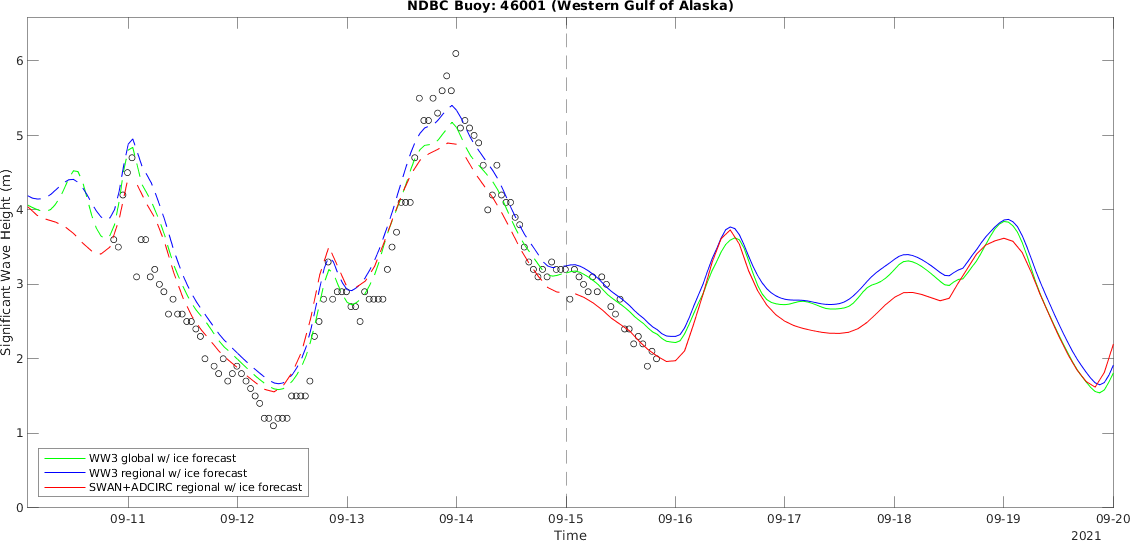 NDBC Buoy: 46001 (Western Gulf of Alaska)
Significant Wave Height (m)
6
5
4
3
2
1
0
WW3 global w/ ice forecast
WW3 regional w/ ice forecast
SWAN+ADCIRC regional w/ ice forecast
09-11 09-12 09-13 09-14 09-15 09-16 09-17 09-18 09-19 09-20
Time
2021